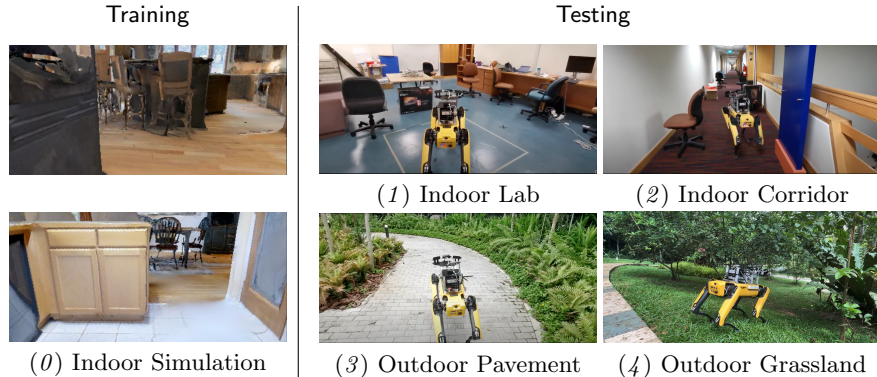 Training
Testing
(1) Indoor Lab
(2) Indoor Corridor
(0) Indoor Simulation
(3) Outdoor Pavement
(4) Outdoor Grassland